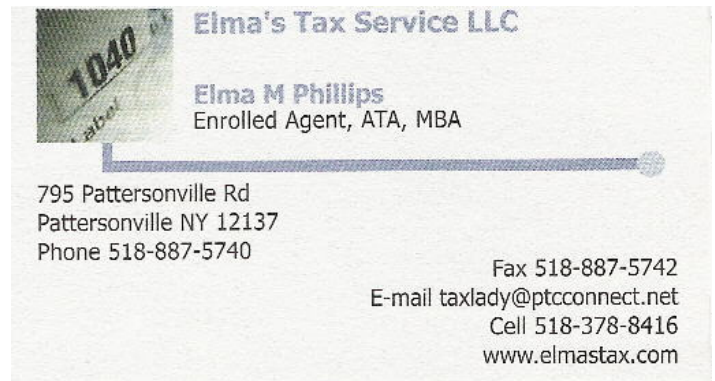 1040
Label
Elma's Tax Service LLC
Elma M Phillips
Enrolled Agent, ATA, MBA
795 Pattersonville Rd
Pattersonville NY 12137
Phone 518-887-5740
Fax 518-887-5742
E-mail taxlady@ptcconnect.net
Cell 518-378-8416
www.elmastax.com